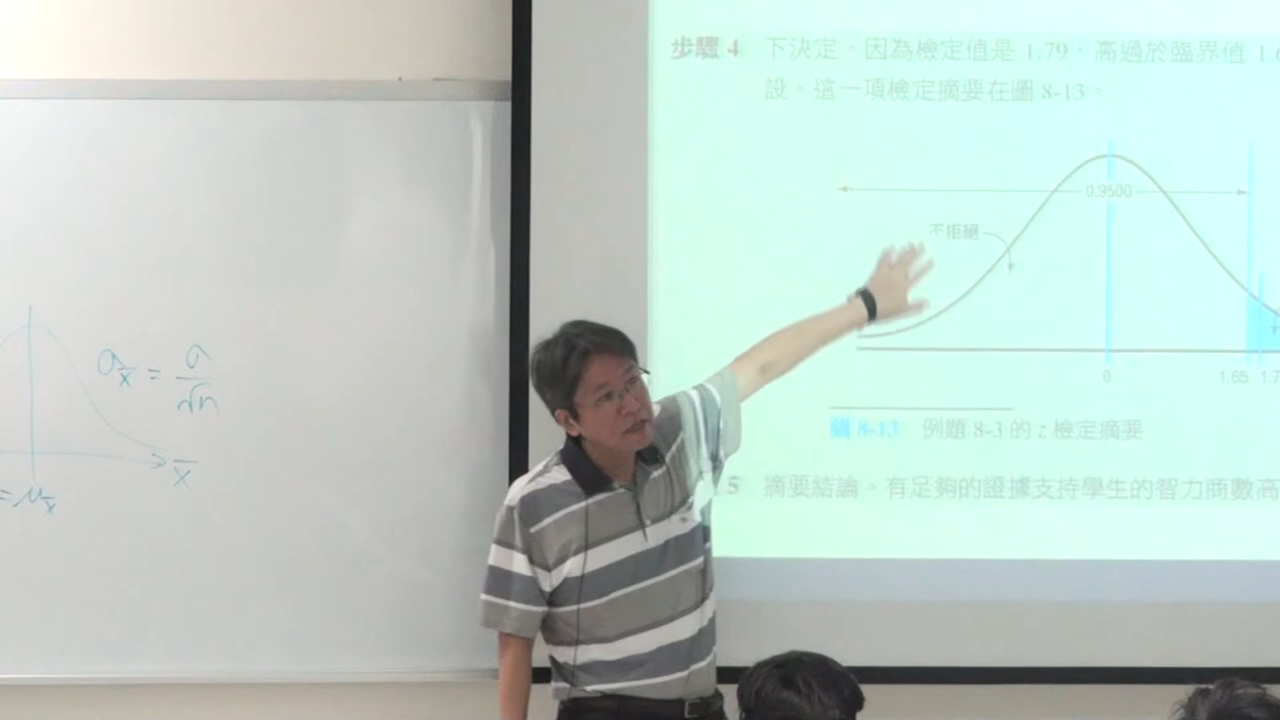 步驟 4 下決定。因為檢定值是 1.79，高過於臨界值 1.6
設。這一項檢定摘要在圖 8-13。
0.9500
不拒絕
0 1.65 1.7
圖 8-13 例題 8-3 的 z 檢定摘要
5 摘要結論。有足夠的證據支持學生的智力商數高
σx̄ = σ/√n
x̄
= μx̄